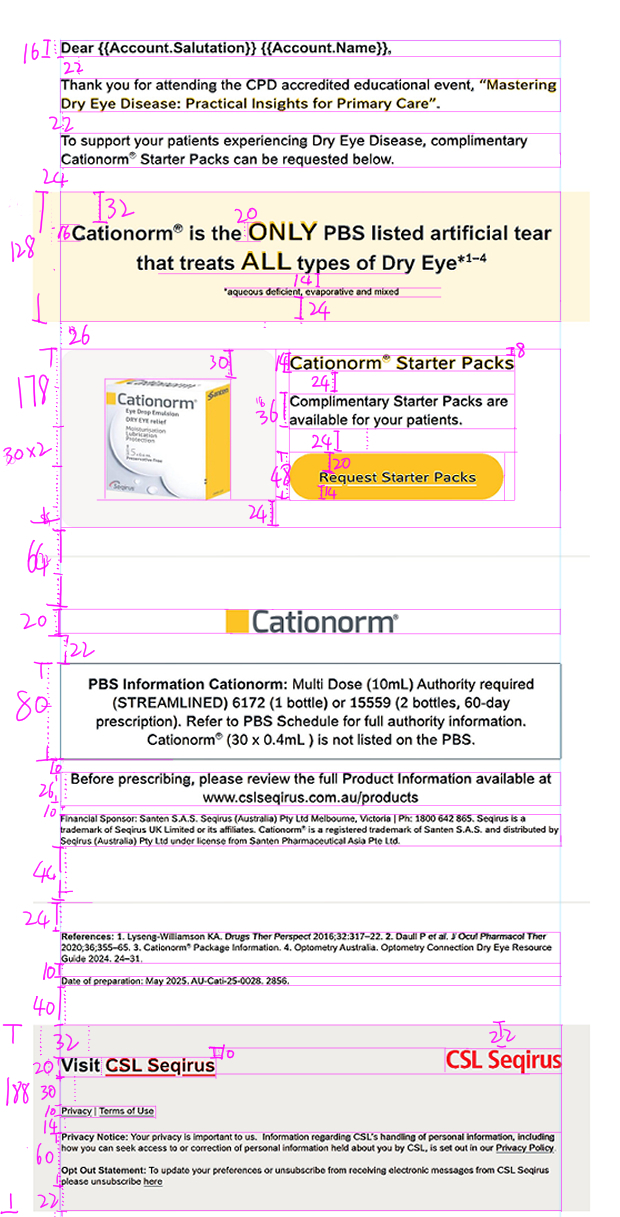 16
Dear {{Account.Salutation}} {{Account.Name}},
22
Thank you for attending the CPD accredited educational event, “Mastering
Dry Eye Disease: Practical Insights for Primary Care”.
22
To support your patients experiencing Dry Eye Disease, complimentary
Cationorm® Starter Packs can be requested below.
24
32
128
20
16
Cationorm® is the ONLY PBS listed artificial tear
that treats ALL types of Dry Eye*1–4
14
*aqueous deficient, evaporative and mixed
24
26
178
30
14
Cationorm® Starter Packs
18
24
16
36
Complimentary Starter Packs are
available for your patients.
24
30x2
48
20
Request Starter Packs
14
24
Santen
Cationorm®
Eye Drop Emulsion
DRY EYE relief
Moisturisation
Lubrication
Protection
Preservative Free
Seqirus
64
20
Cationorm®
22
80
PBS Information Cationorm: Multi Dose (10mL) Authority required
(STREAMLINED) 6172 (1 bottle) or 15559 (2 bottles, 60-day
prescription). Refer to PBS Schedule for full authority information.
Cationorm® (30 x 0.4mL ) is not listed on the PBS.
10
26
Before prescribing, please review the full Product Information available at
www.cslseqirus.com.au/products
10
Financial Sponsor: Santen S.A.S. Seqirus (Australia) Pty Ltd Melbourne, Victoria | Ph: 1800 642 865. Seqirus is a
trademark of Seqirus UK Limited or its affiliates. Cationorm® is a registered trademark of Santen S.A.S. and distributed by
Seqirus (Australia) Pty Ltd under license from Santen Pharmaceutical Asia Pte Ltd.
44
24
References: 1. Lyseng-Williamson KA. Drugs Ther Perspect 2016;32:317–22. 2. Daull P et al. J Ocul Pharmacol Ther
2020;36;355–65. 3. Cationorm® Package Information. 4. Optometry Australia. Optometry Connection Dry Eye Resource
Guide 2024. 24–31.
10
Date of preparation: May 2025. AU-Cati-25-0028. 2856.
40
32
22
20
Visit CSL Seqirus
10
CSL Seqirus
188
30
10
Privacy | Terms of Use
14
60
Privacy Notice: Your privacy is important to us. Information regarding CSL’s handling of personal information, including
how you can seek access to or correction of personal information held about you by CSL, is set out in our Privacy Policy.
Opt Out Statement: To update your preferences or unsubscribe from receiving electronic messages from CSL Seqirus
please unsubscribe here
22